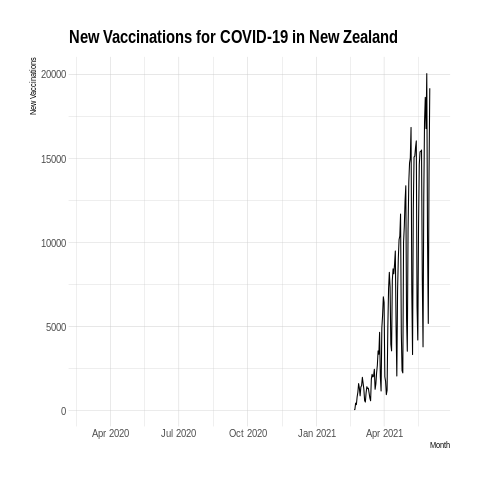 New Vaccinations for COVID-19 in New Zealand
New Vaccinations
20000
15000
10000
5000
0
Apr 2020 Jul 2020 Oct 2020 Jan 2021 Apr 2021
Month